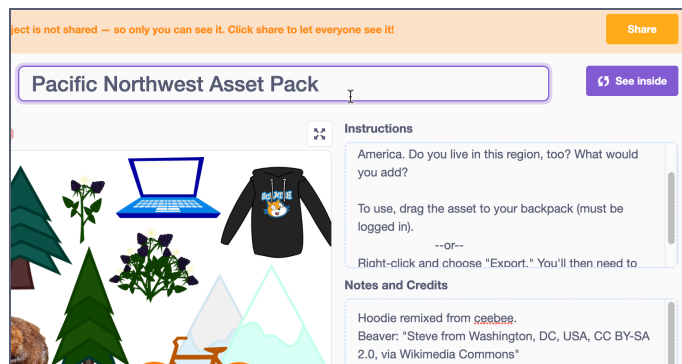 ject is not shared — so only you can see it. Click share to let everyone see it!
Share
Pacific Northwest Asset Pack
See inside
Instructions
America. Do you live in this region, too? What would
you add?
To use, drag the asset to your backpack (must be
logged in).
--or--
Right-click and choose "Export." You'll then need to
Notes and Credits
Hoodie remixed from ceebee.
Beaver: "Steve from Washington, DC, USA, CC BY-SA
2.0, via Wikimedia Commons"